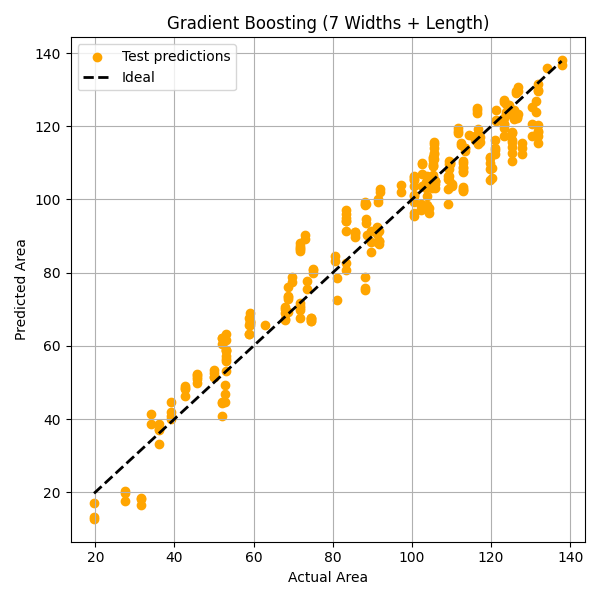 Gradient Boosting (7 Widths + Length)
Test predictions
Ideal
Predicted Area
140
120
100
80
60
40
20
20 40 60 80 100 120 140
Actual Area